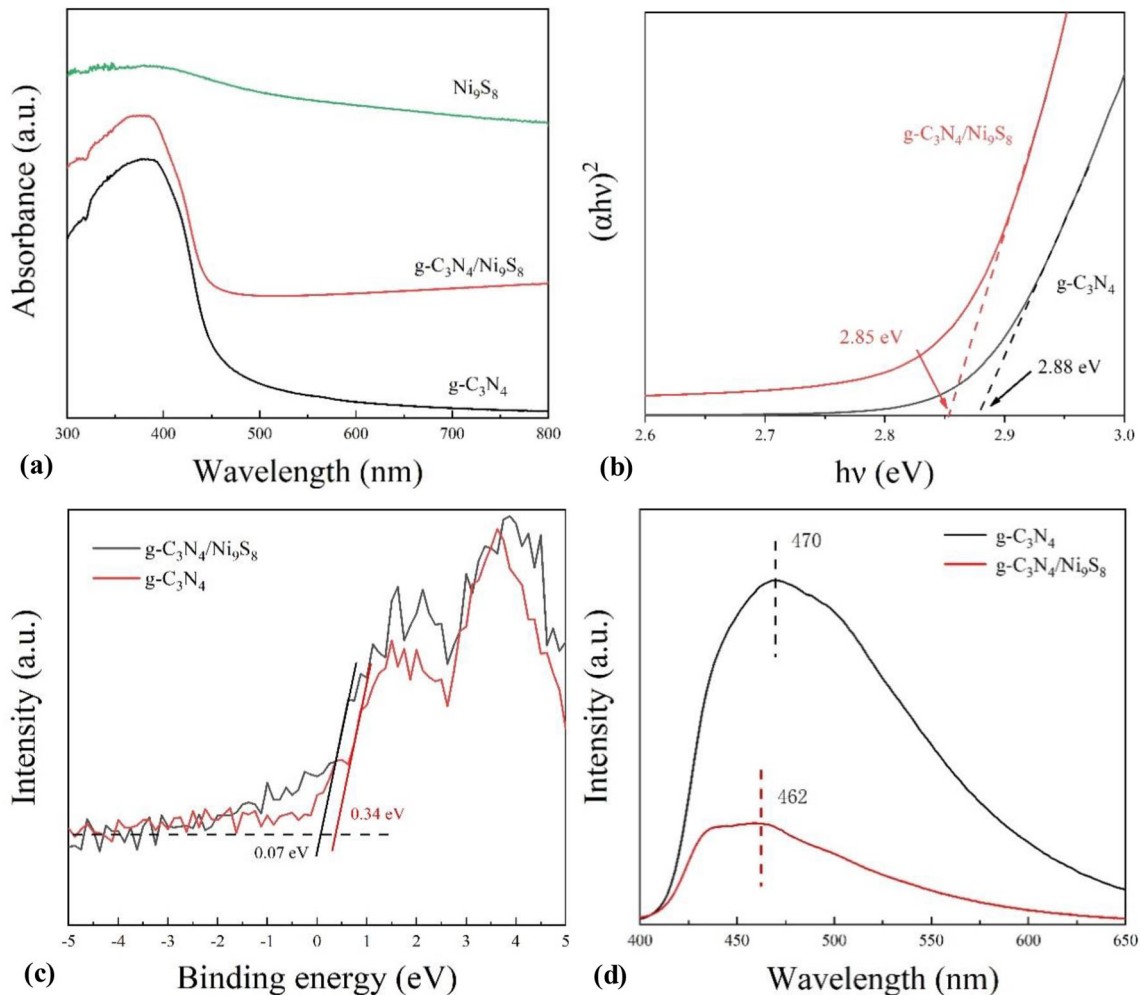 Absorbance (a.u.)
Ni₉S₈
g-C₃N₄/Ni₉S₈
g-C₃N₄
300 400 500 600 700 800
Wavelength (nm)
(a)
(αhν)²
g-C₃N₄/Ni₉S₈
g-C₃N₄
2.85 eV
2.88 eV
2.6 2.7 2.8 2.9 3.0
hν (eV)
(b)
Intensity (a.u.)
g-C₃N₄/Ni₉S₈
g-C₃N₄
0.34 eV
0.07 eV
-5 -4 -3 -2 -1 0 1 2 3 4 5
Binding energy (eV)
(c)
Intensity (a.u.)
470
g-C₃N₄
g-C₃N₄/Ni₉S₈
462
400 450 500 550 600 650
Wavelength (nm)
(d)